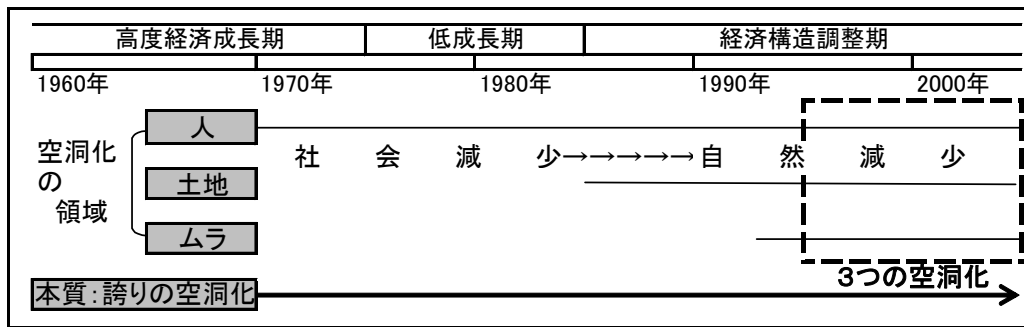 高度経済成長期 低成長期 経済構造調整期
1960年 1970年 1980年 1990年 2000年
人
空洞化
の
領域
社会減少→→→→→自然減少
土地
ムラ
3つの空洞化
本質：誇りの空洞化